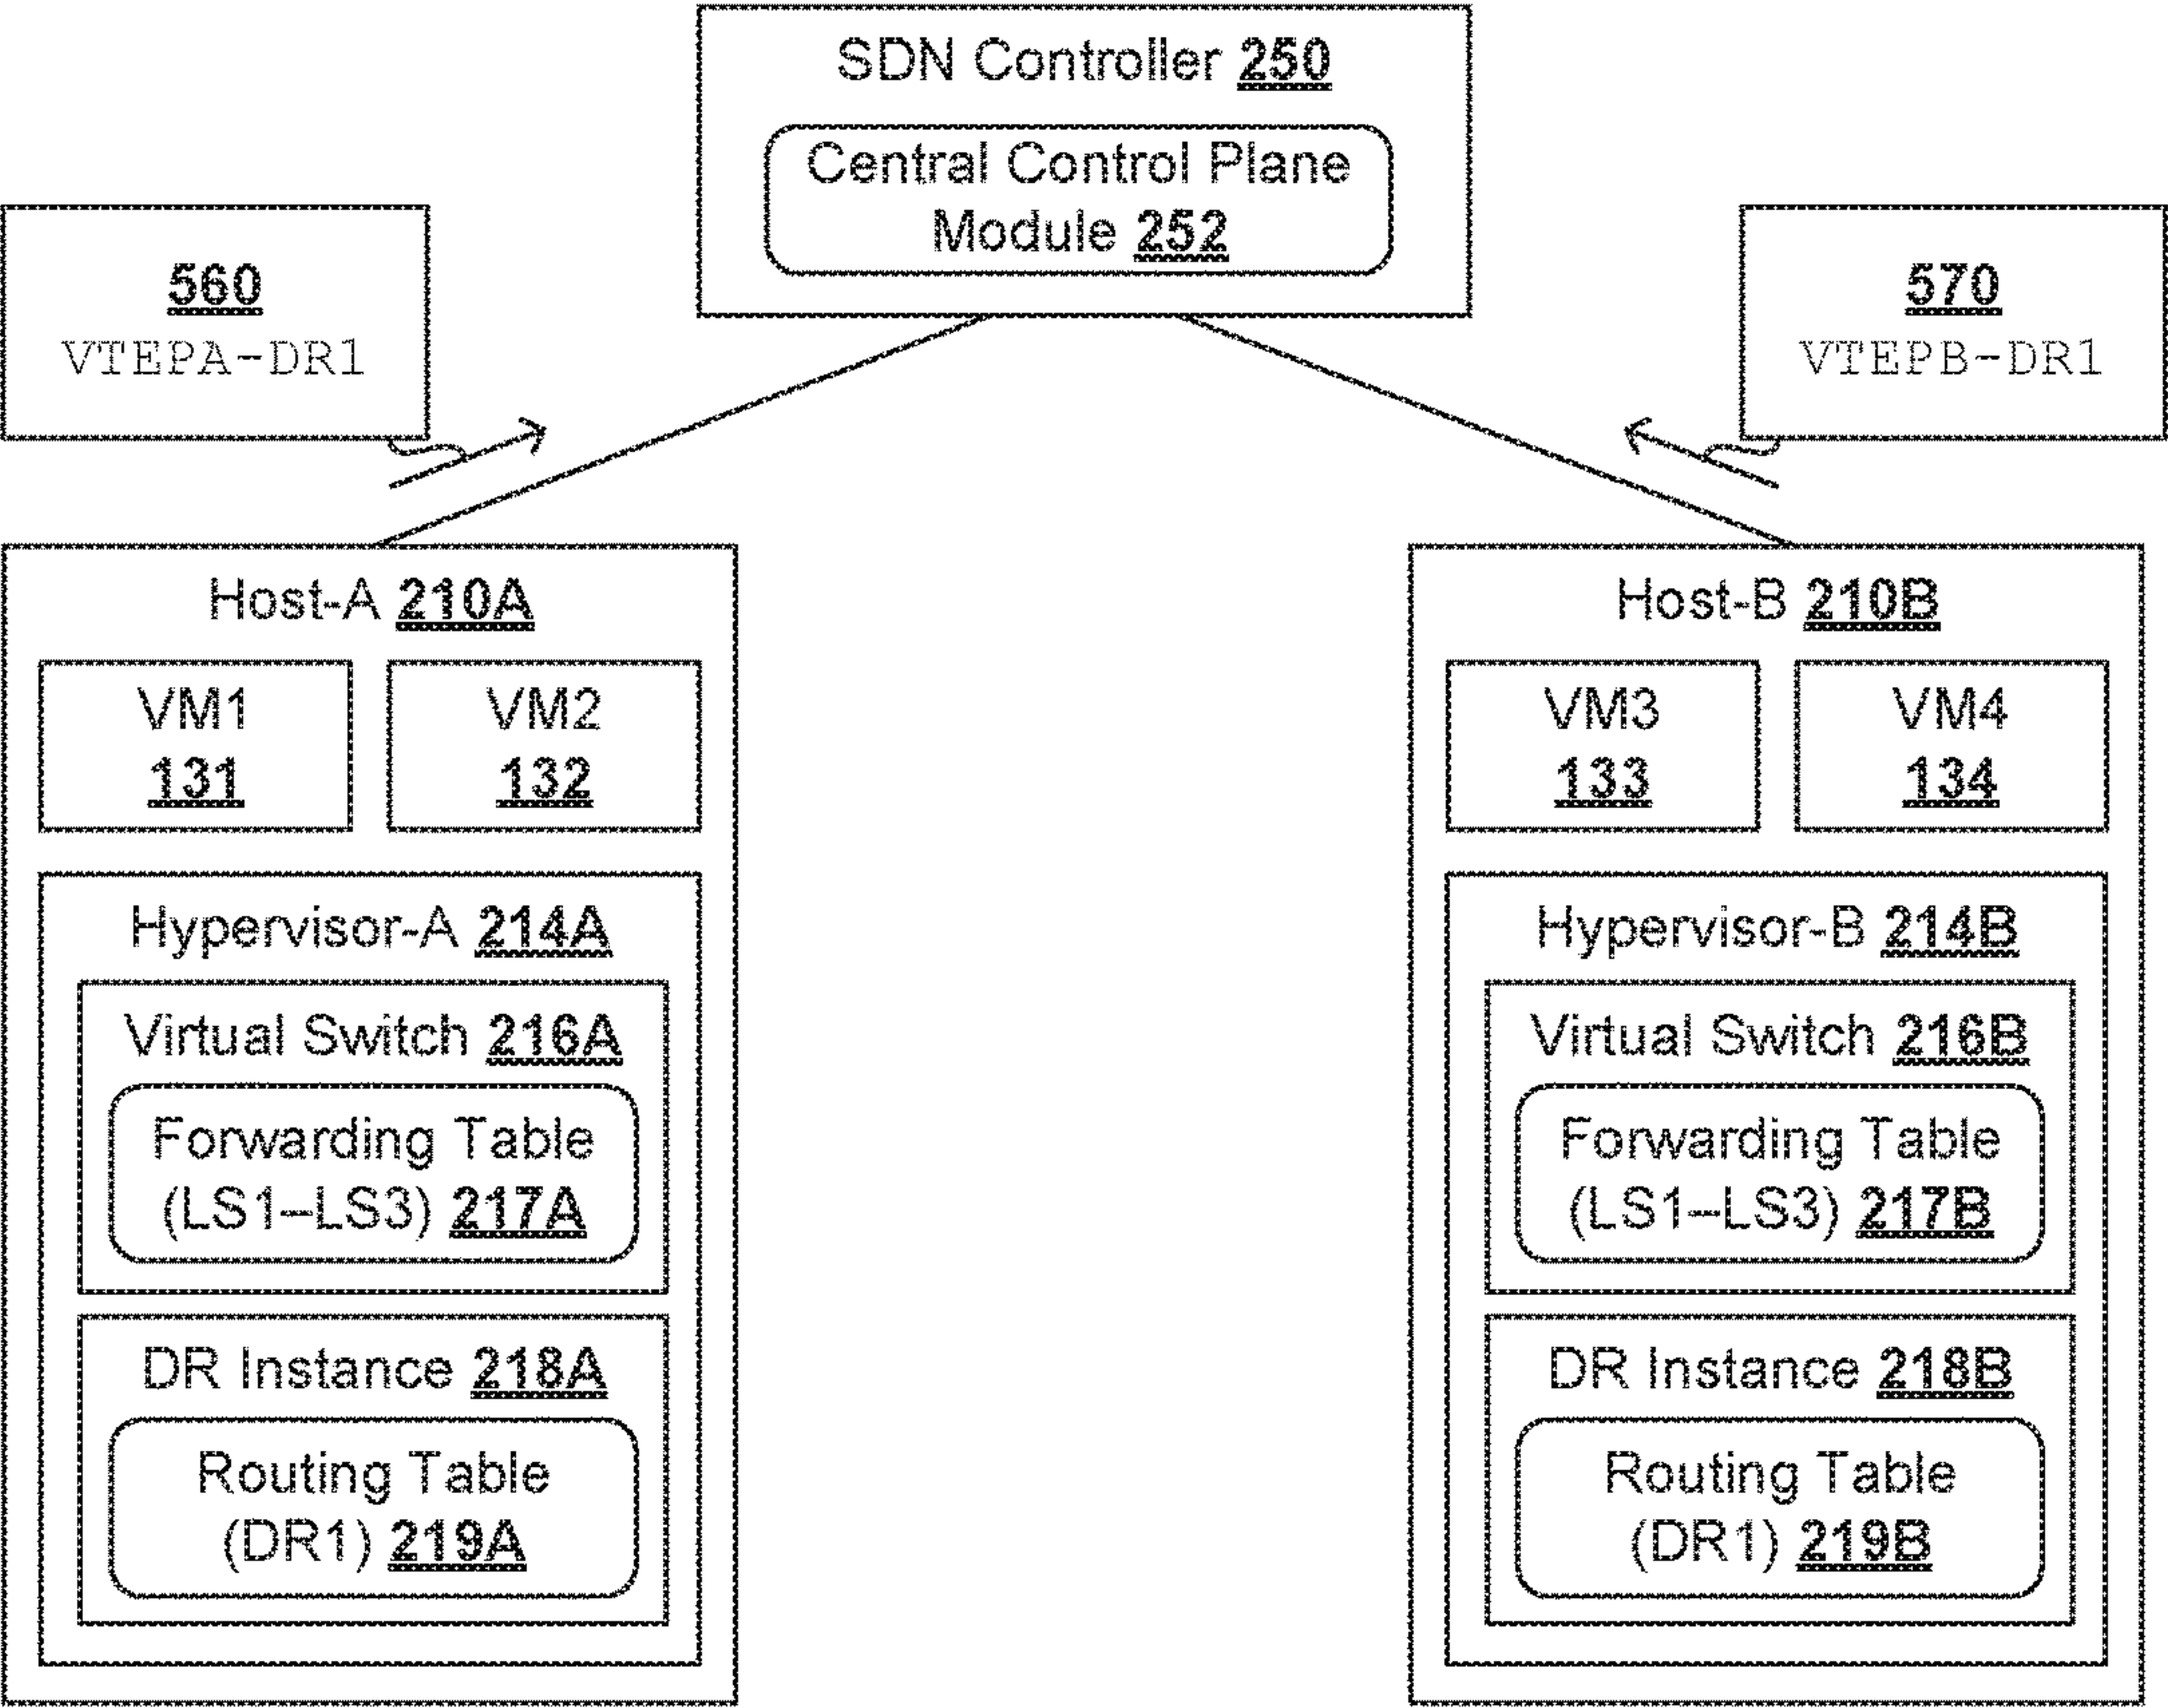 SDN Controller 250
Central Control Plane
Module 252
560
VTEPA-DR1
570
VTEPB-DR1
Host-A 210A
VM1
131
VM2
132
Hypervisor-A 214A
Virtual Switch 216A
Forwarding Table
(LS1–LS3) 217A
DR Instance 218A
Routing Table
(DR1) 219A
Host-B 210B
VM3
133
VM4
134
Hypervisor-B 214B
Virtual Switch 216B
Forwarding Table
(LS1–LS3) 217B
DR Instance 218B
Routing Table
(DR1) 219B